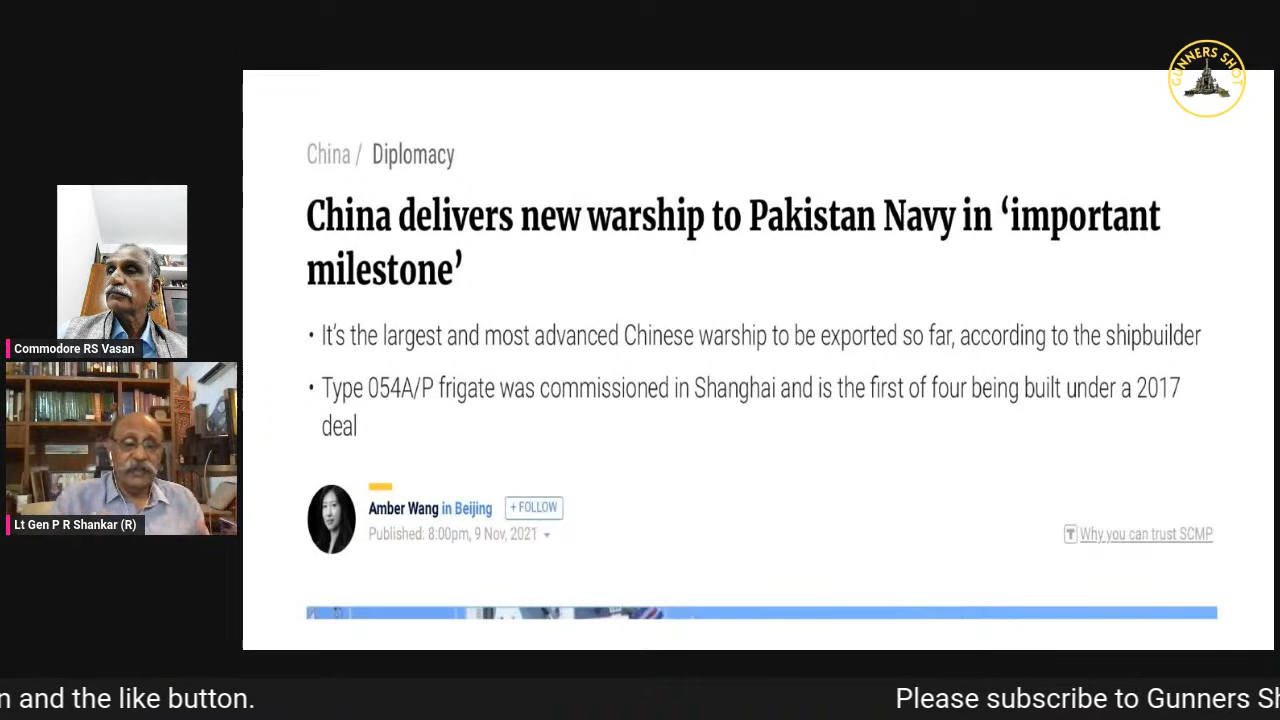 GUNNERS SHOT
China / Diplomacy
China delivers new warship to Pakistan Navy in ‘important
milestone’
• It’s the largest and most advanced Chinese warship to be exported so far, according to the shipbuilder
• Type 054A/P frigate was commissioned in Shanghai and is the first of four being built under a 2017
deal
Amber Wang in Beijing
+ FOLLOW
Published: 8:00pm, 9 Nov, 2021
T Why you can trust SCMP
Commodore RS Vasan
Lt Gen P R Shankar (R)
n and the like button.
Please subscribe to Gunners Sh